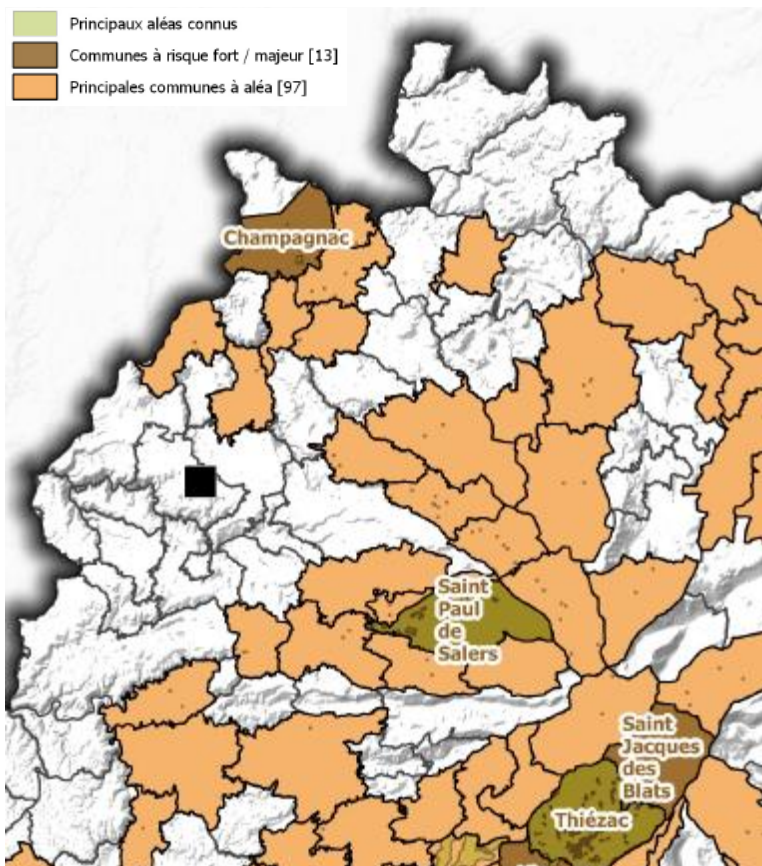 Principaux aléas connus
Communes à risque fort / majeur [13]
Principales communes à aléa [97]
Champagnac
Saint
Paul
de
Salers
Saint
Jacques
des
Blats
Thiézac